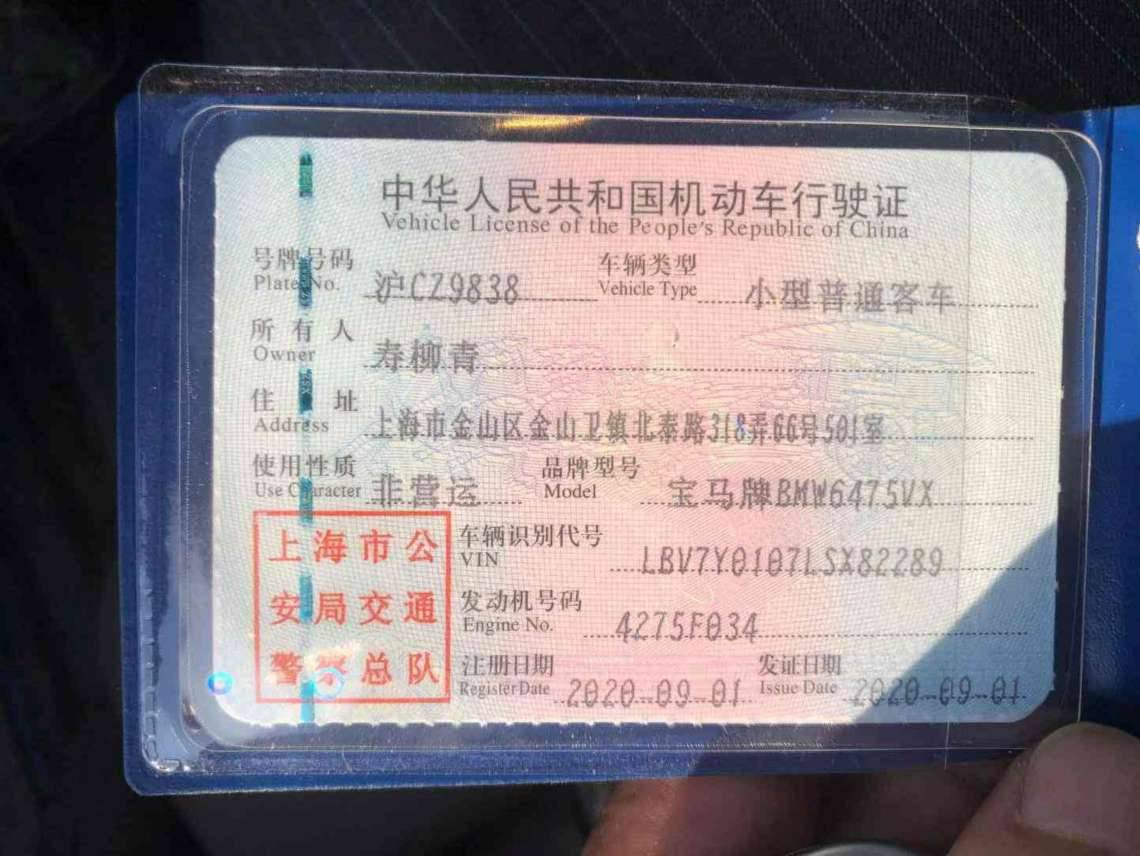 中华人民共和国机动车行驶证
Vehicle License of the People's Republic of China
号牌号码 沪CZ9838 车辆类型 小型普通客车
Plate No. Vehicle Type
所有人 寿柳青
Owner
住址 上海市金山区金山卫镇北泰路318弄66号501室
Address
使用性质 非营运 品牌型号 宝马牌BMW6475VX
Use Character Model
上海市公
安局交通
警察总队
车辆识别代号 LBV7Y0107LSX82289
VIN
发动机号码 4275F034
Engine No.
注册日期 2020-09-01 发证日期 2020-09-01
Register Date Issue Date